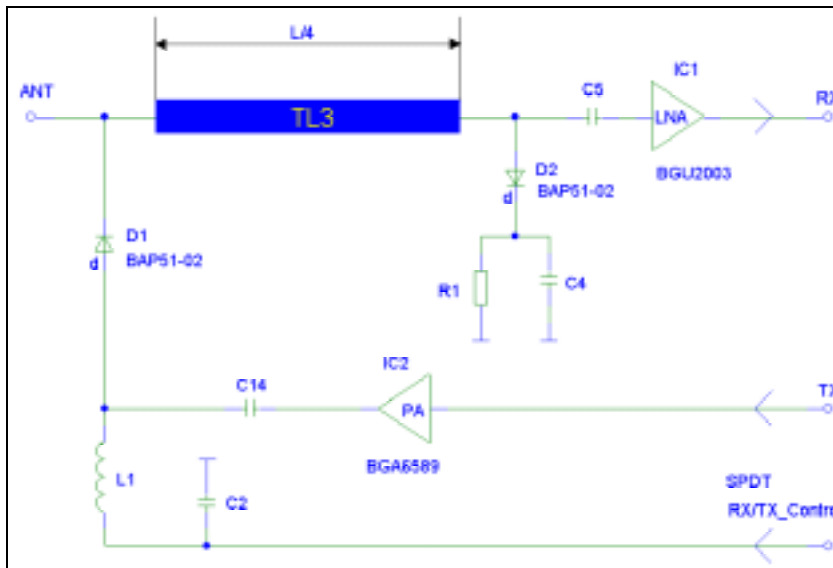 L/4
ANT
TL3
C5
IC1
LNA
RX
BGU2003
D2
BAP51-02
d
D1
BAP51-02
d
R1
C4
IC2
C14
PA
TX
BGA6589
L1
C2
SPDT
RX/TX_Contro